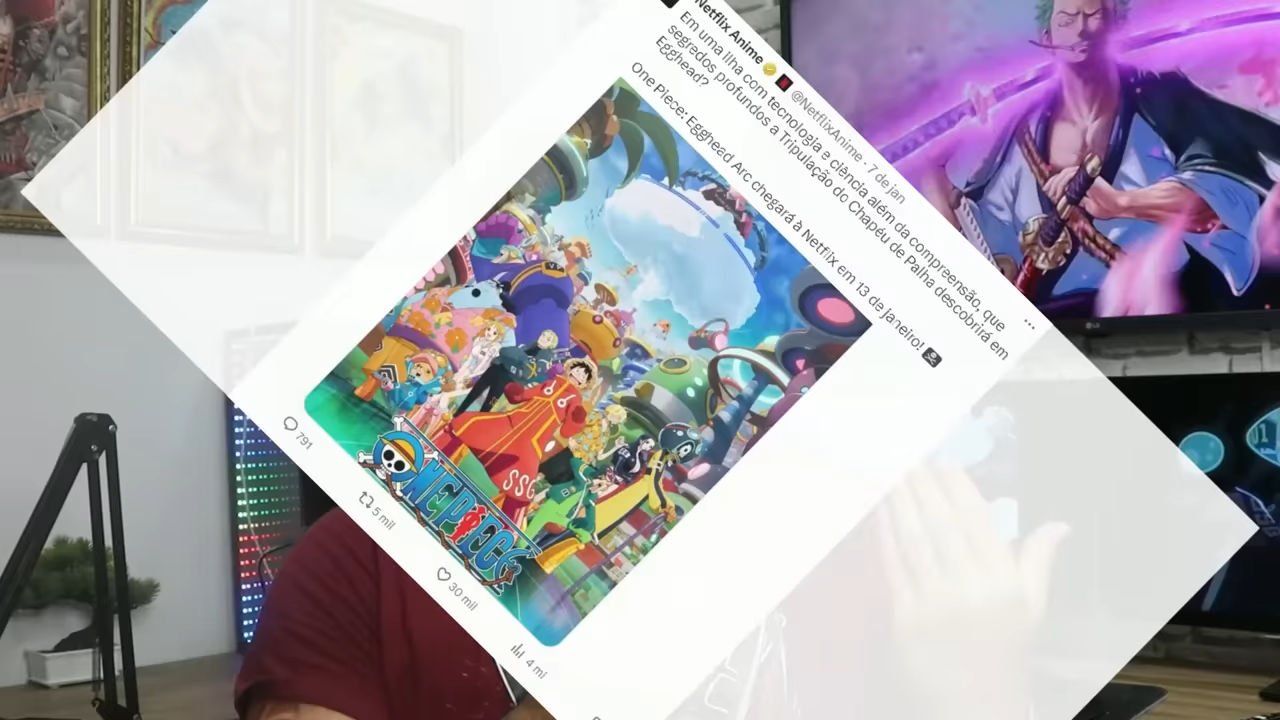 Netflix Anime @NetflixAnime · 7 de jan
Em uma ilha com tecnologia e ciência além da compreensão, que
segredos profundos a Tripulação do Chapéu de Palha descobrirá em
Egghead?
One Piece: Egghead Arc chegará à Netflix em 13 de janeiro!
SSG
ONE PIECE
791
5 mil
30 mil
4 mi
LG